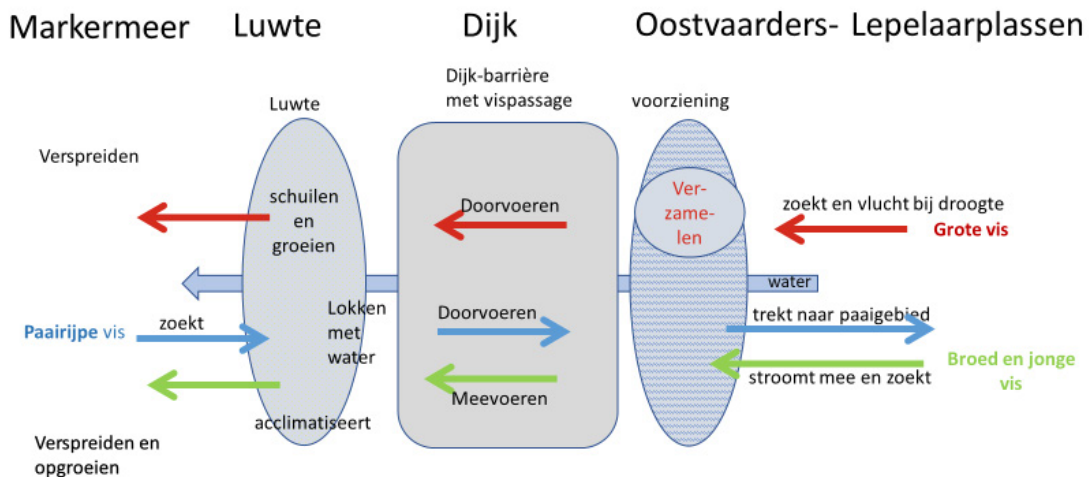 Markermeer Luwte Dijk Oostvaarders- Lepelaarplassen
Dijk-barrière
met vispassage
Luwte
voorziening
Verspreiden
schuilen
en
groeien
Doorvoeren
Ver-
zame-
len
zoekt en vlucht bij droogte
Grote vis
water
Paairijpe vis
zoekt
Lokken
met
water
Doorvoeren
trekt naar paaigebied
acclimatiseert
Meevoeren
stroomt mee en zoekt
Broed en jonge
vis
Verspreiden en
opgroeien